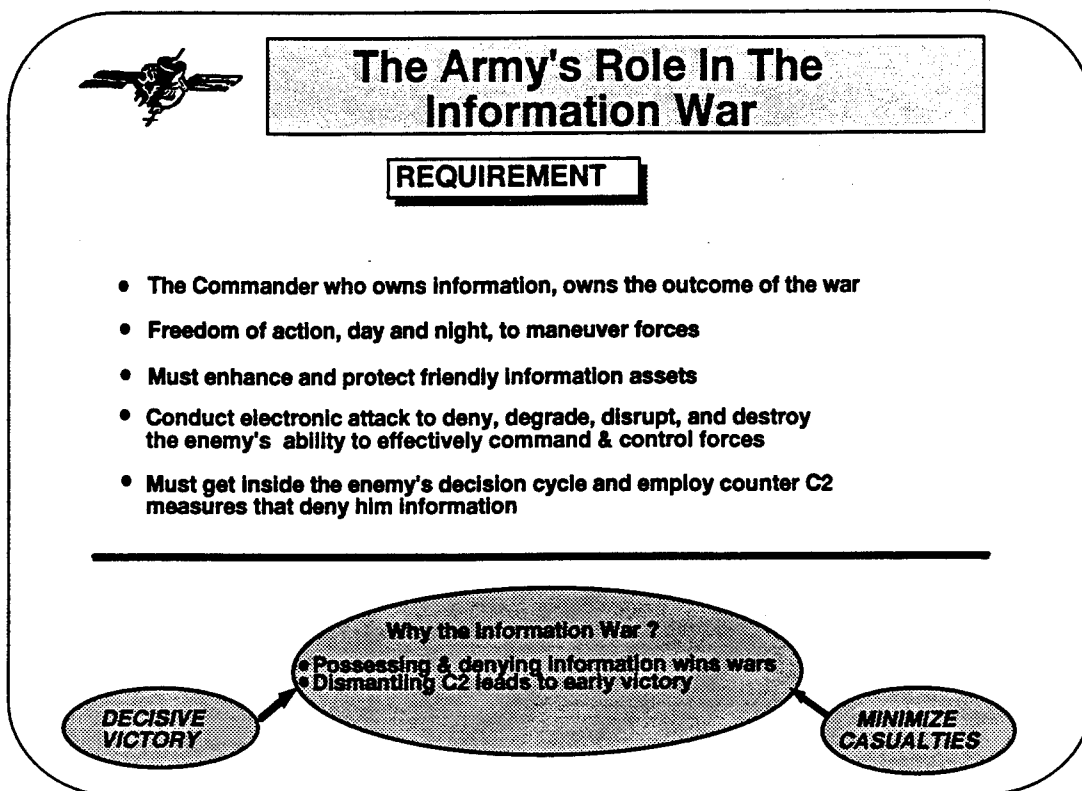 The Army's Role In The
Information War
REQUIREMENT
• The Commander who owns information, owns the outcome of the war
• Freedom of action, day and night, to maneuver forces
• Must enhance and protect friendly information assets
• Conduct electronic attack to deny, degrade, disrupt, and destroy
the enemy's ability to effectively command & control forces
• Must get inside the enemy's decision cycle and employ counter C2
measures that deny him information
Why the Information War ?
• Possessing & denying information wins wars
• Dismantling C2 leads to early victory
DECISIVE
VICTORY
MINIMIZE
CASUALTIES